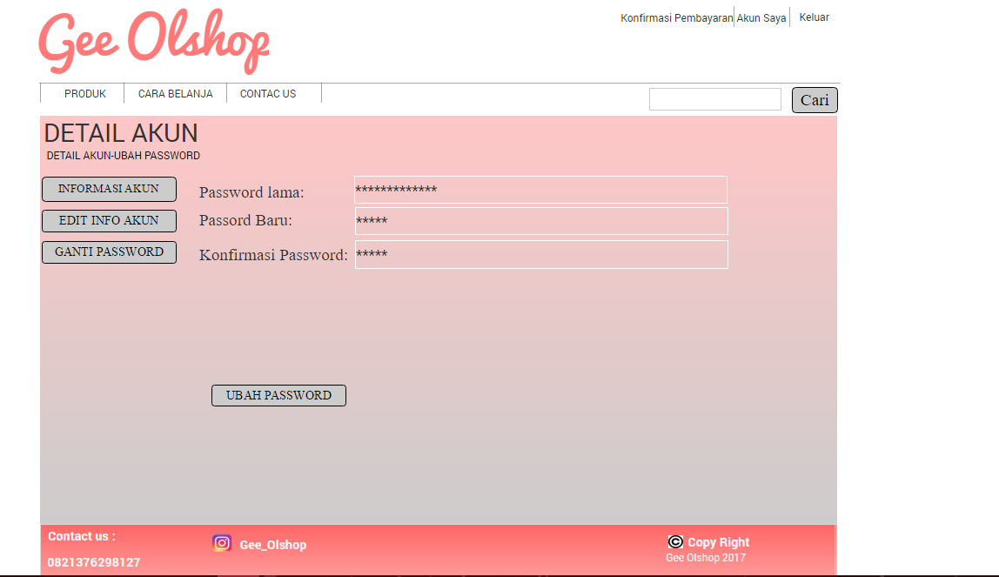 Gee Olshop
Konfirmasi Pembayaran Akun Saya Keluar
PRODUK CARA BELANJA CONTAC US
Cari
DETAIL AKUN
DETAIL AKUN-UBAH PASSWORD
INFORMASI AKUN
EDIT INFO AKUN
GANTI PASSWORD
Password lama: *************
Passord Baru: *****
Konfirmasi Password: *****
UBAH PASSWORD
Contact us :
0821376298127
Gee_Olshop
© Copy Right
Gee Olshop 2017